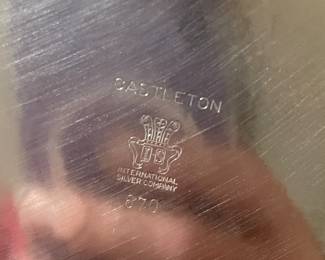 CASTLETON
INTERNATIONAL
SILVER COMPANY
870